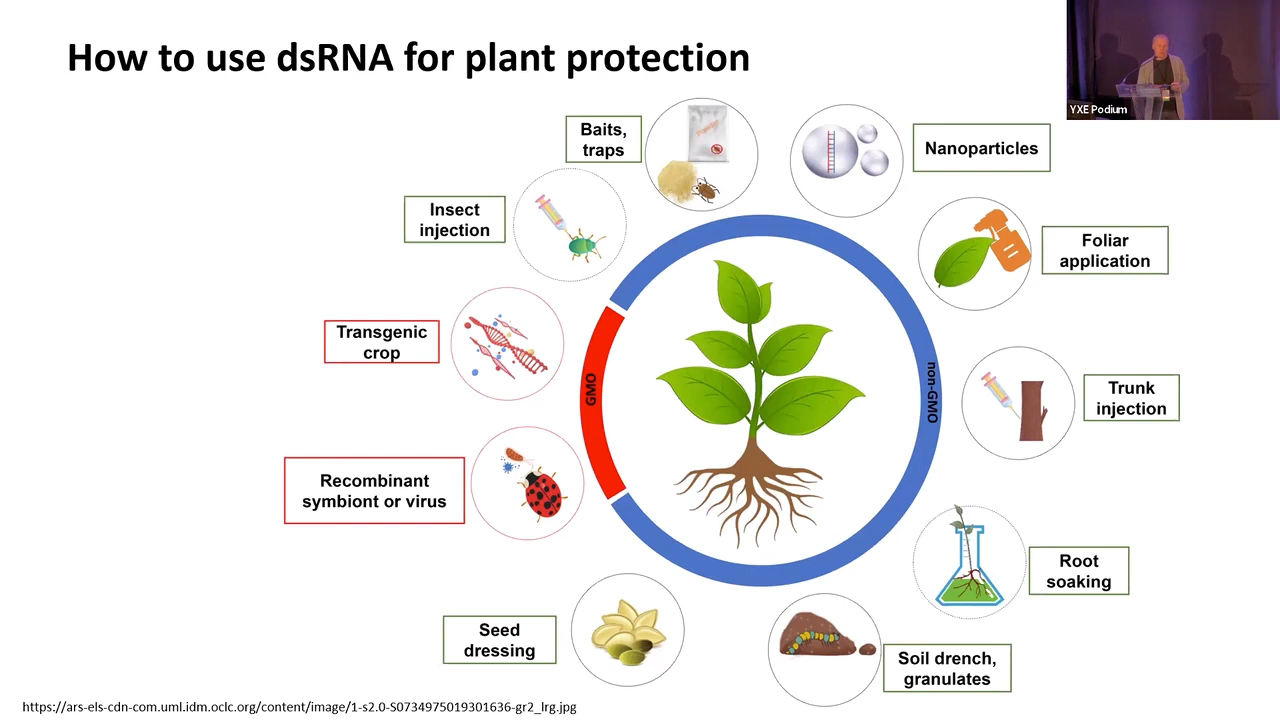 How to use dsRNA for plant protection
YXE Podium
Baits,
traps
Nanoparticles
Insect
injection
Foliar
application
Transgenic
crop
GMO
non-GMO
Trunk
injection
Recombinant
symbiont or virus
Root
soaking
Seed
dressing
Soil drench,
granulates
https://ars-els-cdn-com.uml.idm.oclc.org/content/image/1-s2.0-S0734975019301636-gr2_lrg.jpg